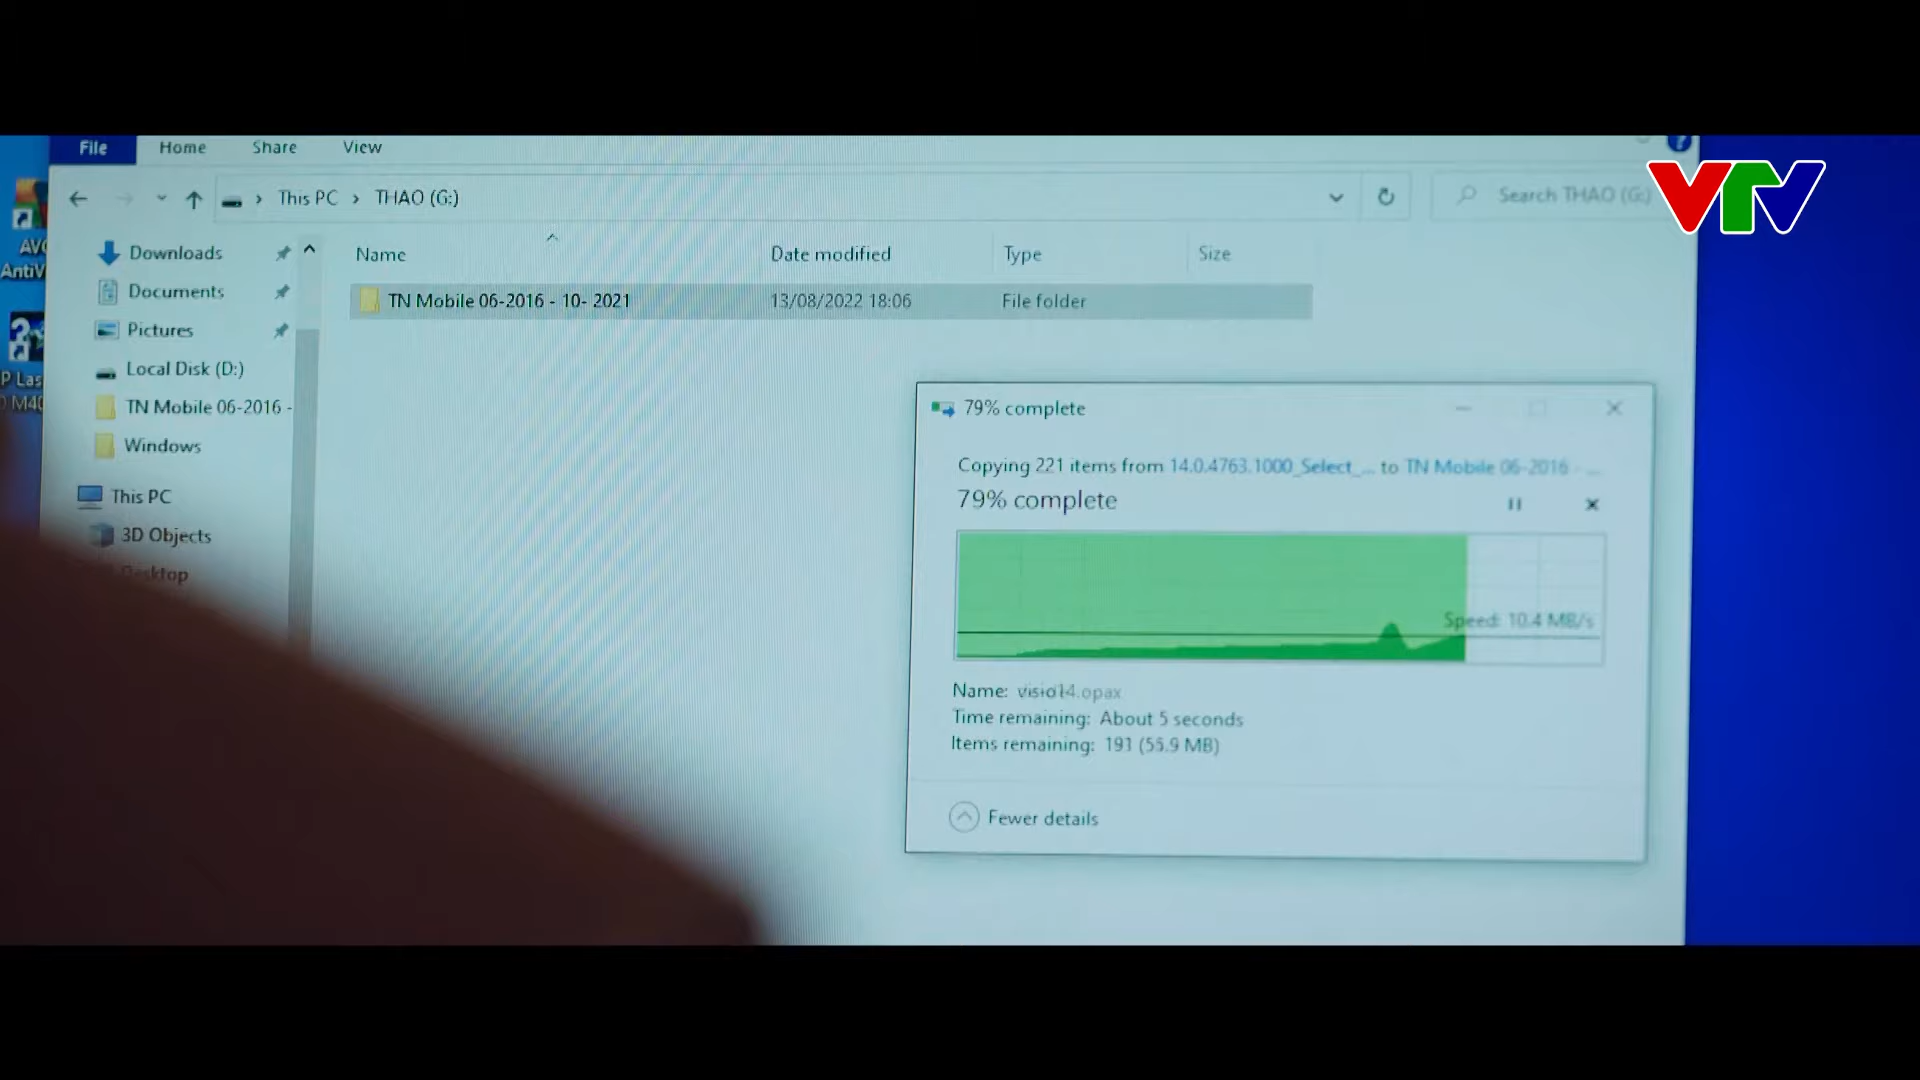 VTV
File Home Share View
This PC > THAO (G:)
Search THAO (G:)
Name Date modified Type Size
TN Mobile 06-2016 - 10- 2021 13/08/2022 18:06 File folder
Downloads
Documents
Pictures
Local Disk (D:)
TN Mobile 06-2016 -
Windows
This PC
3D Objects
Desktop
79% complete
Copying 221 items from 14.0.4763.1000_Select_... to TN Mobile 06-2016 - ...
79% complete
Speed: 10.4 MB/s
Name: visio14.opax
Time remaining: About 5 seconds
Items remaining: 191 (55.9 MB)
Fewer details